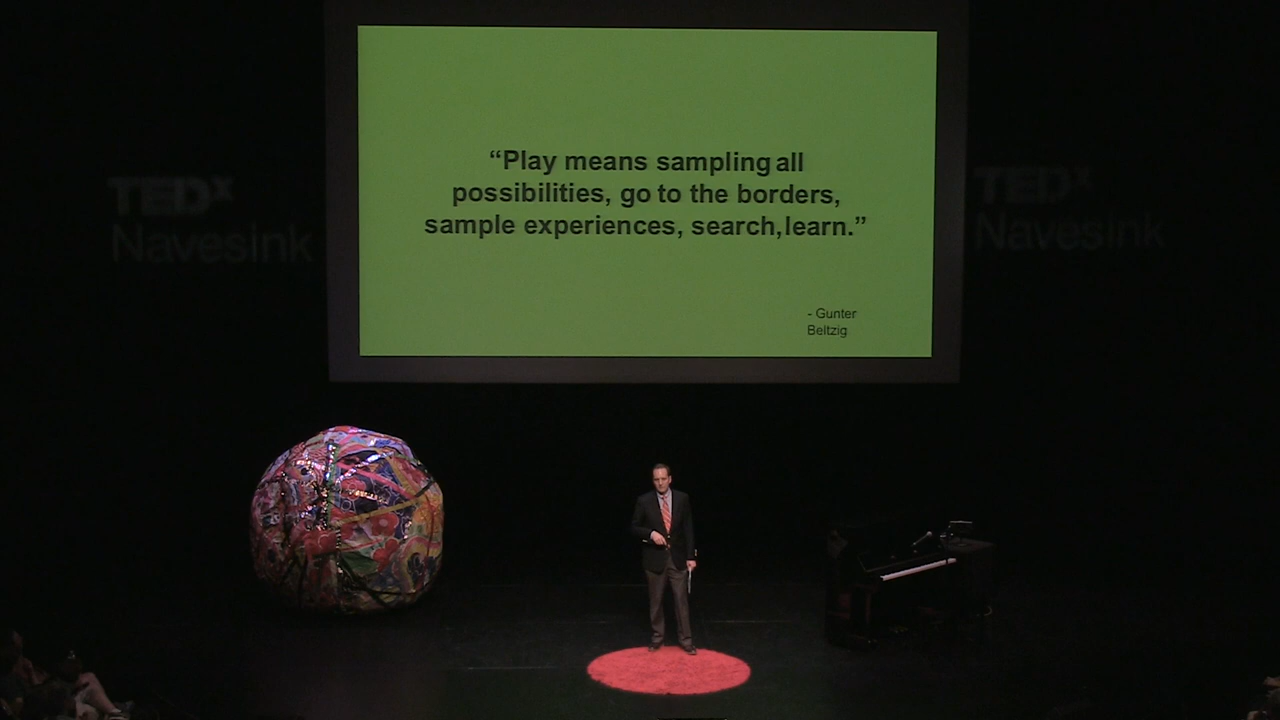 “Play means sampling all
possibilities, go to the borders,
sample experiences, search,learn.”
- Gunter
Beltzig
TEDx
Navesink
TEDx
Navesink